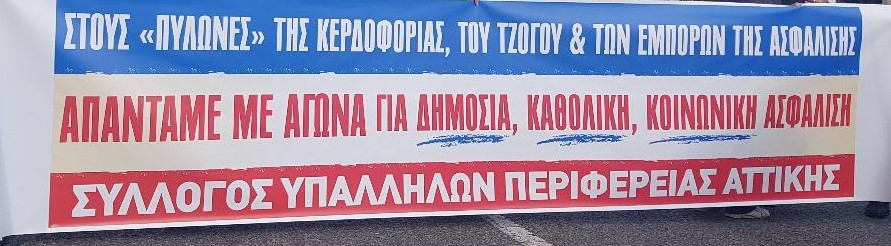 ΣΤΟΥΣ «ΠΥΛΩΝΕΣ» ΤΗΣ ΚΕΡΔΟΦΟΡΙΑΣ, ΤΟΥ ΤΖΟΓΟΥ & ΤΩΝ ΕΜΠΟΡΩΝ ΤΗΣ ΑΣΦΑΛΙΣΗΣ
ΑΠΑΝΤΑΜΕ ΜΕ ΑΓΩΝΑ ΓΙΑ ΔΗΜΟΣΙΑ, ΚΑΘΟΛΙΚΗ, ΚΟΙΝΩΝΙΚΗ ΑΣΦΑΛΙΣΗ
ΣΥΛΛΟΓΟΣ ΥΠΑΛΛΗΛΩΝ ΠΕΡΙΦΕΡΕΙΑΣ ΑΤΤΙΚΗΣ